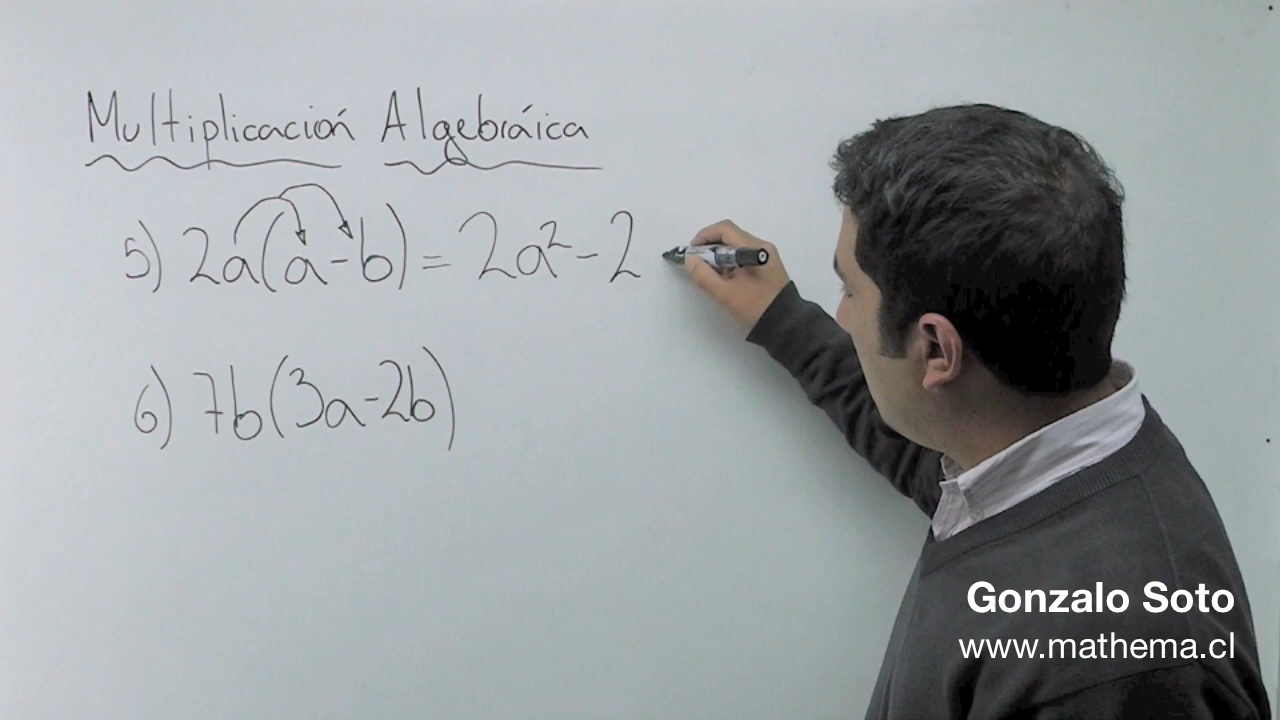 Multiplicación Algebráica
5) 2a(a-b) = 2a²-2
6) 7b(3a-2b)
Gonzalo Soto
www.mathema.cl